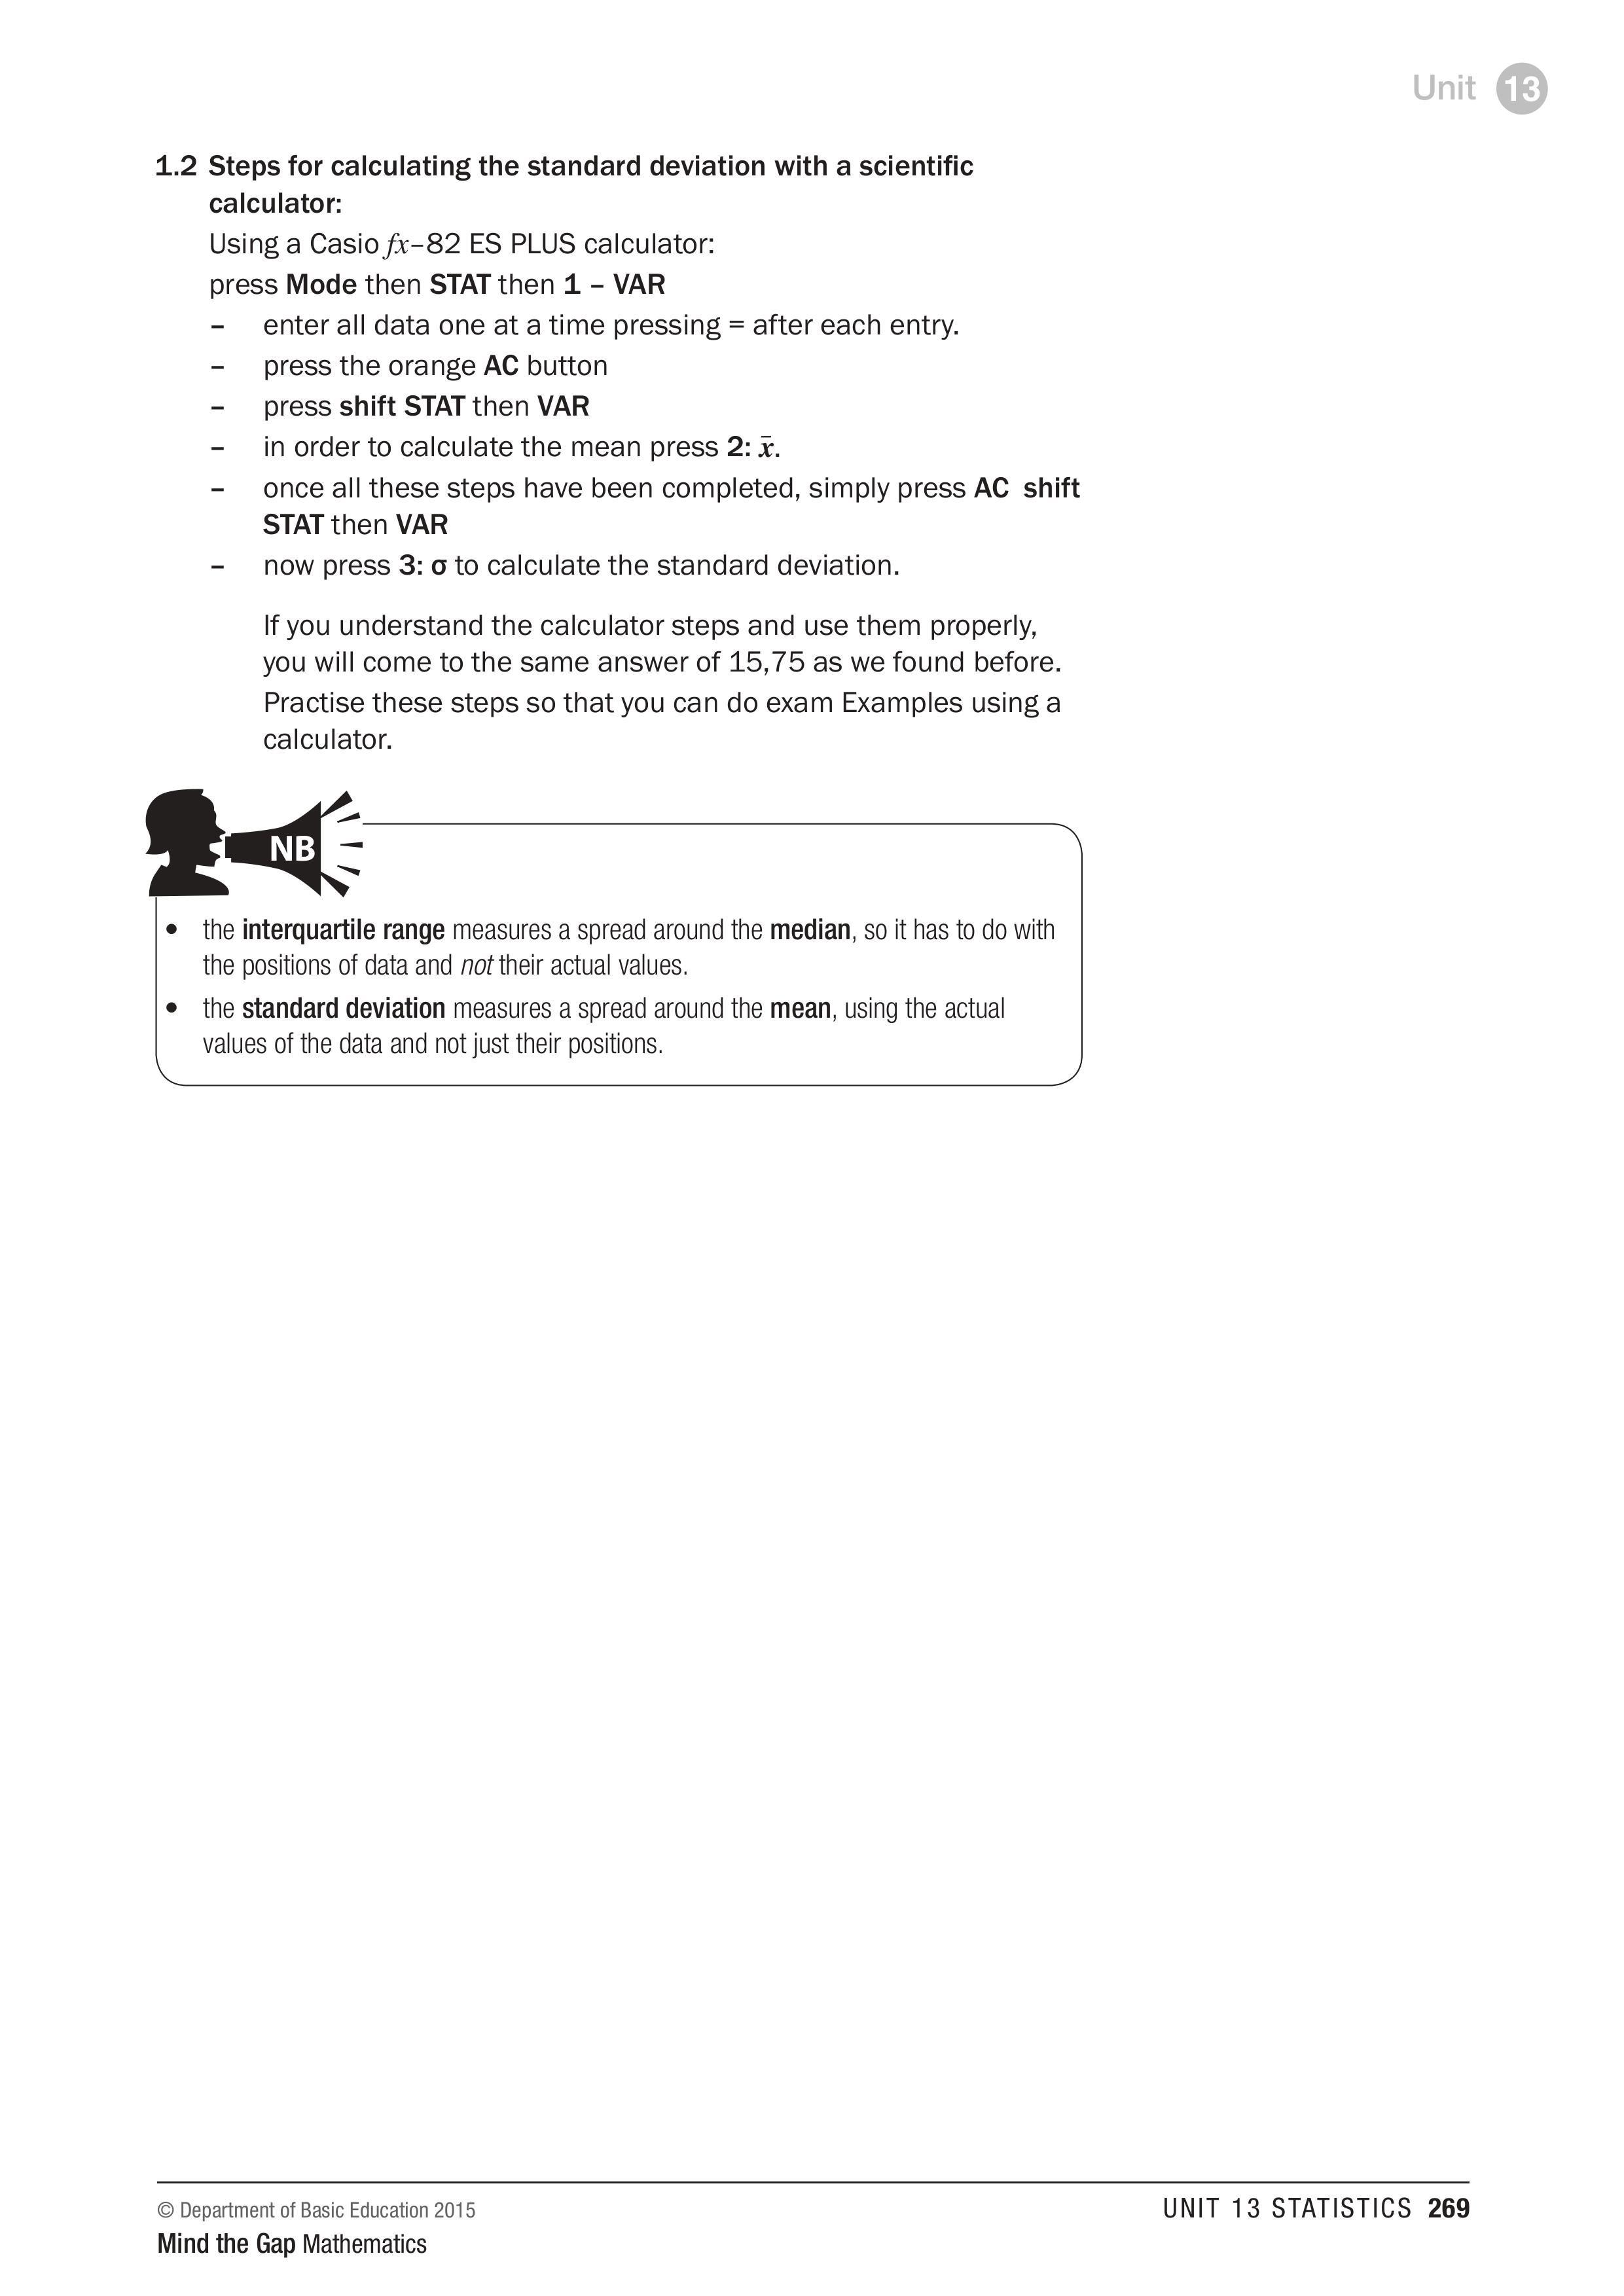 Unit 13
1.2 Steps for calculating the standard deviation with a scientific
calculator:
Using a Casio fx–82 ES PLUS calculator:
press Mode then STAT then 1 – VAR
– enter all data one at a time pressing = after each entry.
– press the orange AC button
– press shift STAT then VAR
– in order to calculate the mean press 2: x̄.
– once all these steps have been completed, simply press AC shift
STAT then VAR
– now press 3: σ to calculate the standard deviation.
If you understand the calculator steps and use them properly,
you will come to the same answer of 15,75 as we found before.
Practise these steps so that you can do exam Examples using a
calculator.
NB
• the interquartile range measures a spread around the median, so it has to do with
the positions of data and not their actual values.
• the standard deviation measures a spread around the mean, using the actual
values of the data and not just their positions.
© Department of Basic Education 2015
Mind the Gap Mathematics
UNIT 13 STATISTICS 269